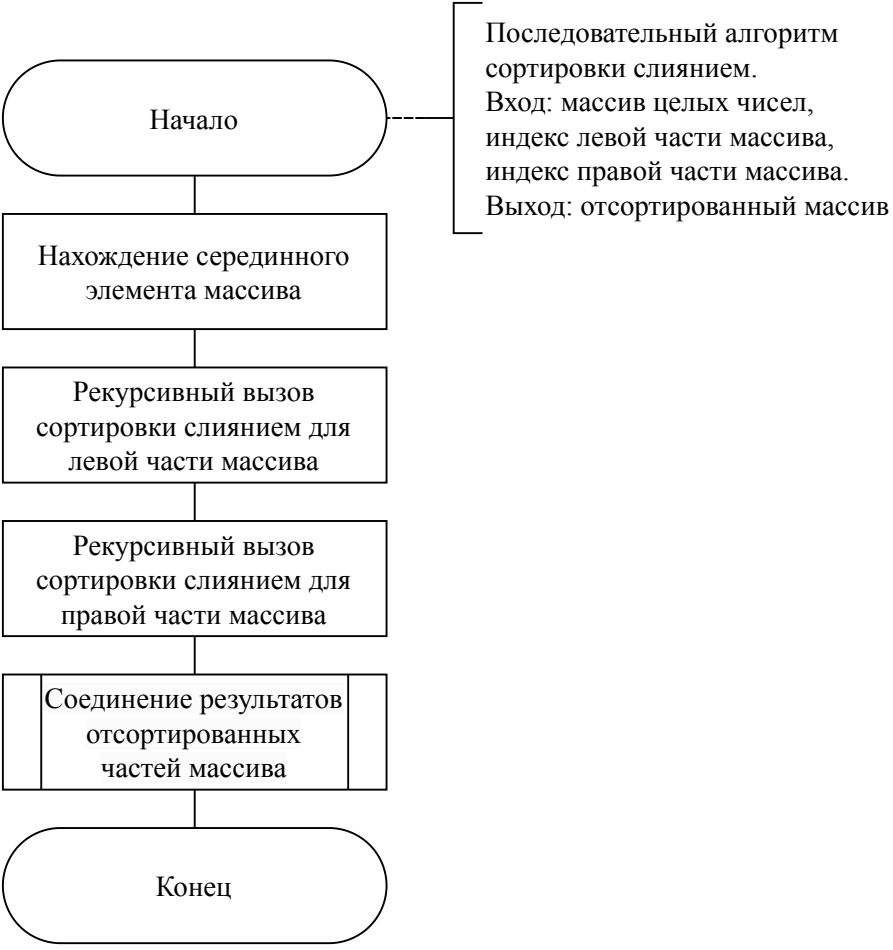 Начало
Последовательный алгоритм
сортировки слиянием.
Вход: массив целых чисел,
индекс левой части массива,
индекс правой части массива.
Выход: отсортированный массив
Нахождение серединного
элемента массива
Рекурсивный вызов
сортировки слиянием для
левой части массива
Рекурсивный вызов
сортировки слиянием для
правой части массива
Соединение результатов
отсортированных
частей массива
Конец